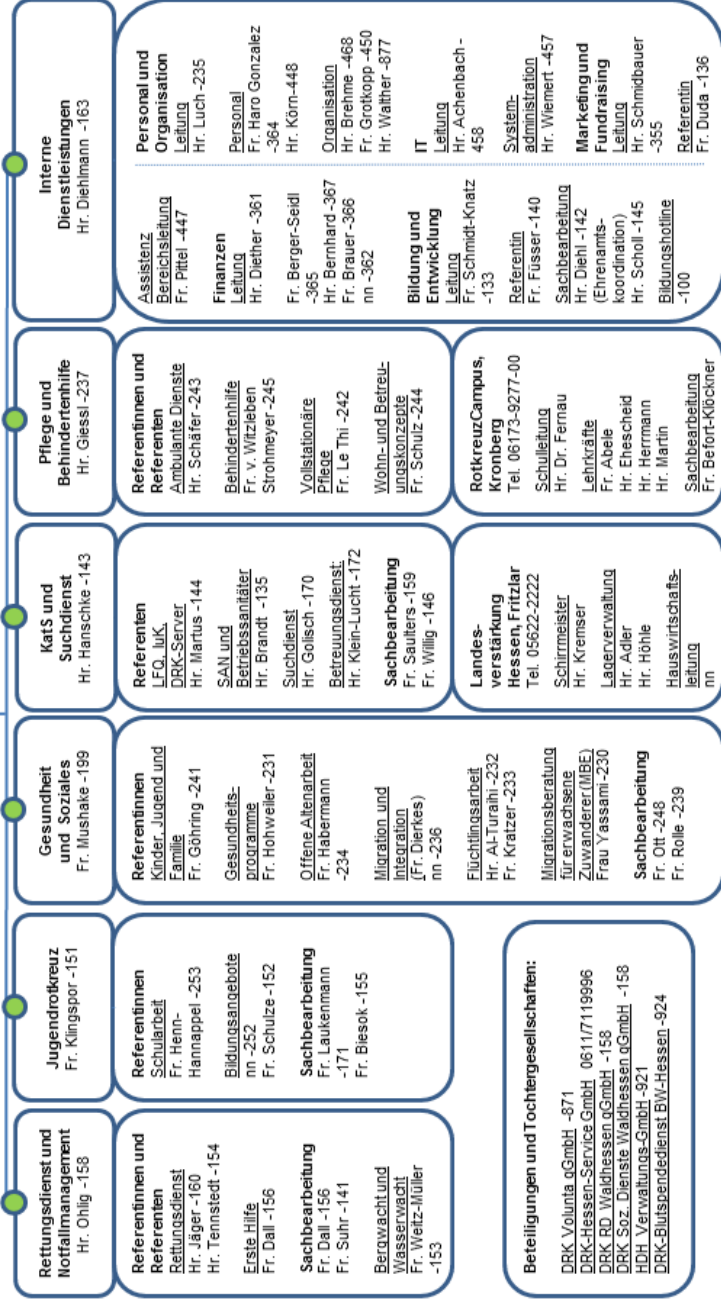 Rettungsdienst und
Notfallmanagement
Hr. Ohlig -158
Referentinnen und
Referenten
Rettungsdienst
Hr. Jäger -160
Hr. Tennstedt -154
Erste Hilfe
Fr. Dall -156
Sachbearbeitung
Fr. Dall -156
Fr. Suhr -141
Bergwacht und
Wasserwacht
Fr. Weitz-Müller
-153
Jugendrotkreuz
Fr. Klingspor -151
Referentinnen
Schularbeit
Fr. Henn-
Hannappel -253
Bildungsangebote
nn -252
Fr. Schulze -152
Sachbearbeitung
Fr. Laukenmann
-171
Fr. Biesok -155
Beteiligungen und Tochtergesellschaften:
DRK Volunta gGmbH -871
DRK-Hessen-Service GmbH 0611/7119996
DRK RD Waldhessen gGmbH -158
DRK Soz. Dienste Waldhessen gGmbH -158
HDH Verwaltungs-GmbH -921
DRK-Blutspendedienst BW-Hessen -924
Gesundheit
und Soziales
Fr. Mushake -199
Referentinnen
Kinder, Jugend und
Familie
Fr. Göhring -241
Gesundheits-
programme
Fr. Hohweiler -231
Offene Altenarbeit
Fr. Habermann
-234
Migration und
Integration
(Fr. Dierkes)
nn -236
Flüchtlingsarbeit
Hr. Al-Turaihi -232
Fr. Kratzer -233
Migrationsberatung
für erwachsene
Zuwanderer (MBE)
Frau Yassami -230
Sachbearbeitung
Fr. Ott -248
Fr. Rolle -239
KatS und
Suchdienst
Hr. Hanschke -143
Referenten
LFQ, IuK,
DRK-Server
Hr. Martus -144
SAN und
Betriebssanitäter
Hr. Brandt -135
Suchdienst
Hr. Golisch -170
Betreuungsdienst:
Hr. Klein-Lucht -172
Sachbearbeitung
Fr. Saulters -159
Fr. Willig -146
Landes-
verstärkung
Hessen, Fritzlar
Tel. 05622-2222
Schirrmeister
Hr. Kremser
Lagerverwaltung
Hr. Adler
Hr. Höhle
Hauswirtschafts-
leitung
nn
Pflege und
Behindertenhilfe
Hr. Giessl -237
Referentinnen und
Referenten
Ambulante Dienste
Hr. Schäfer -243
Behindertenhilfe
Fr. v. Witzleben
Strohmeyer -245
Vollstationäre
Pflege
Fr. Le Thi -242
Wohn- und Betreu-
ungskonzepte
Fr. Schulz -244
RotkreuzCampus,
Kronberg
Tel. 06173-9277-00
Schulleitung
Hr. Dr. Fernau
Lehrkräfte
Fr. Abele
Hr. Ehescheid
Hr. Herrmann
Hr. Martin
Sachbearbeitung
Fr. Befort-Klöckner
Interne
Dienstleistungen
Hr. Diehlmann -163
Assistenz
Bereichsleitung
Fr. Pittel -447
Finanzen
Leitung
Hr. Diether -361
Fr. Berger-Seidl
-365
Hr. Bernhard -367
Fr. Brauer -366
nn -362
Bildung und
Entwicklung
Leitung
Fr. Schmidt-Knatz
-133
Referentin
Fr. Füsser -140
Sachbearbeitung
Hr. Diehl -142
(Ehrenamts-
koordination)
Hr. Scholl -145
Bildungshotline
-100
Personal und
Organisation
Leitung
Hr. Luch -235
Personal
Fr. Haro Gonzalez
-364
Hr. Körn-448
Organisation
Hr. Brehme -468
Fr. Grotkopp -450
Hr. Walther -877
IT
Leitung
Hr. Achenbach -
458
System-
administration
Hr. Wiemert -457
Marketing und
Fundraising
Leitung
Hr. Schmidbauer
-355
Referentin
Fr. Duda -136